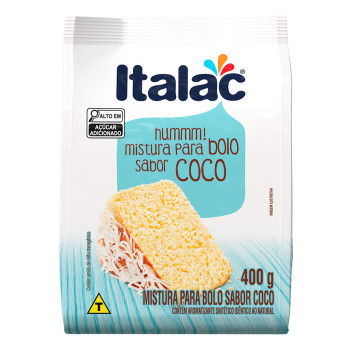 Italac
ALTO EM
AÇÚCAR
ADICIONADO
hummm!
mistura para bolo
sabor coco
T
400 g
MISTURA PARA BOLO SABOR COCO
CONTÉM AROMATIZANTE SINTÉTICO IDÊNTICO AO NATURAL